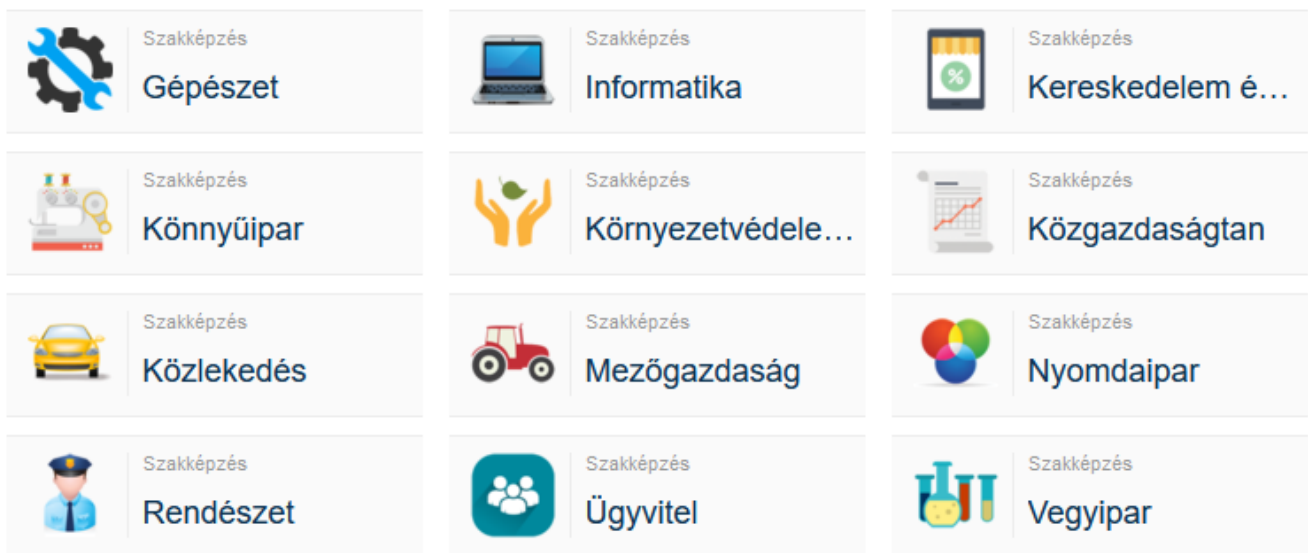 Szakképzés
Gépészet
Szakképzés
Informatika
Szakképzés
Kereskedelem é...
Szakképzés
Könnyűipar
Szakképzés
Környezetvédele...
Szakképzés
Közgazdaságtan
Szakképzés
Közlekedés
Szakképzés
Mezőgazdaság
Szakképzés
Nyomdaipar
Szakképzés
Rendészet
Szakképzés
Ügyvitel
Szakképzés
Vegyipar